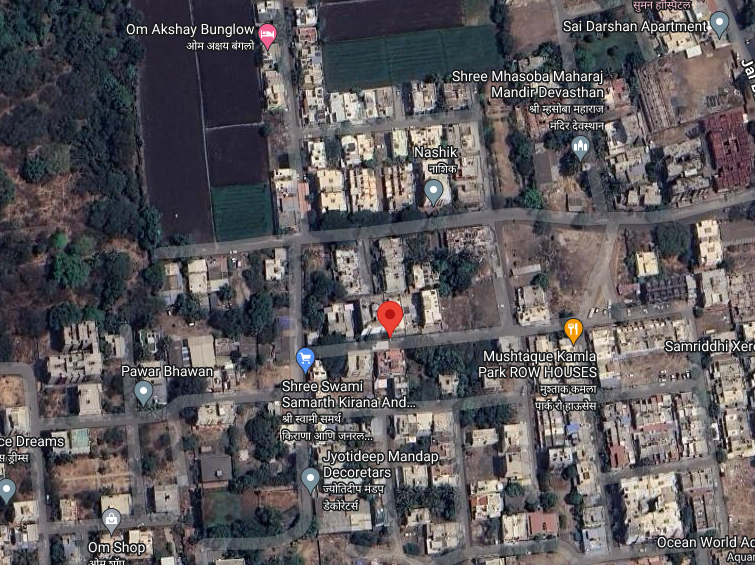 सुमन हॉस्पिटल
Om Akshay Bunglow
ओम अक्षय बंगलो
Sai Darshan Apartment
Shree Mhasoba Maharaj
Mandir Devasthan
श्री म्हसोबा महाराज
मंदिर देवस्थान
Nashik
नाशिक
Pawar Bhawan
Shree Swami
Samarth Kirana And...
श्री स्वामी समर्थ
किराणा आणि जनरल...
Mushtaque Kamla
Park ROW HOUSES
मुश्ताक कमला
पार्क रो हाऊसेस
Samriddhi Xer
ce Dreams
स ड्रीम्स
Jyotideep Mandap
Decoretars
ज्योतिदीप मंडप
डेकोरेटर्स
Om Shop
ओम शॉप
Ocean World Aq
Aquar